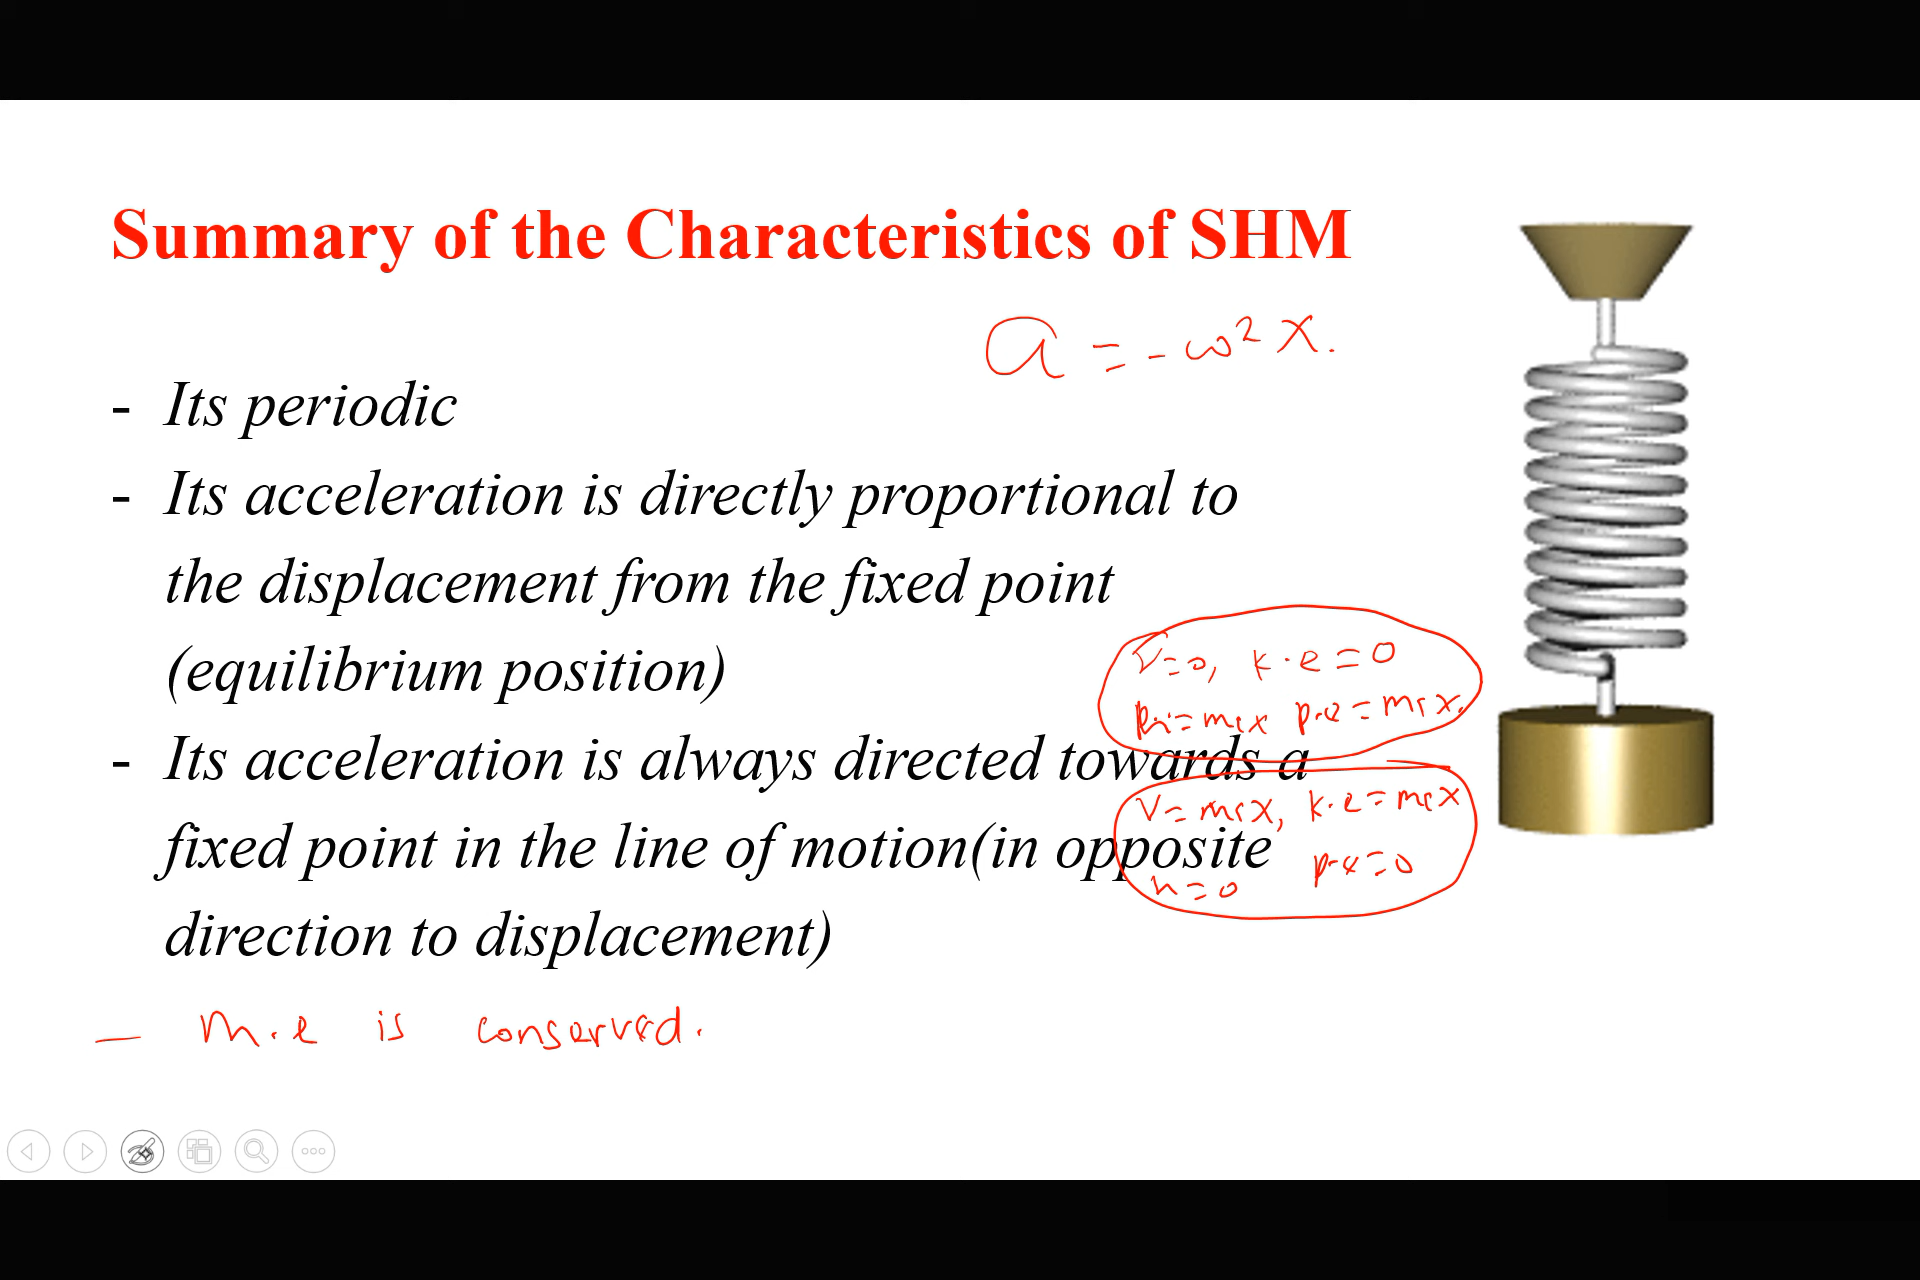 Summary of the Characteristics of SHM
a = -ω² x.
- Its periodic
- Its acceleration is directly proportional to
the displacement from the fixed point
(equilibrium position)
V=0, k.e=0
=max p.e=max.
- Its acceleration is always directed towards a
V=max, k.e=max
fixed point in the line of motion(in opposite
h=0 p.e=0
direction to displacement)
— m.e is conserved.